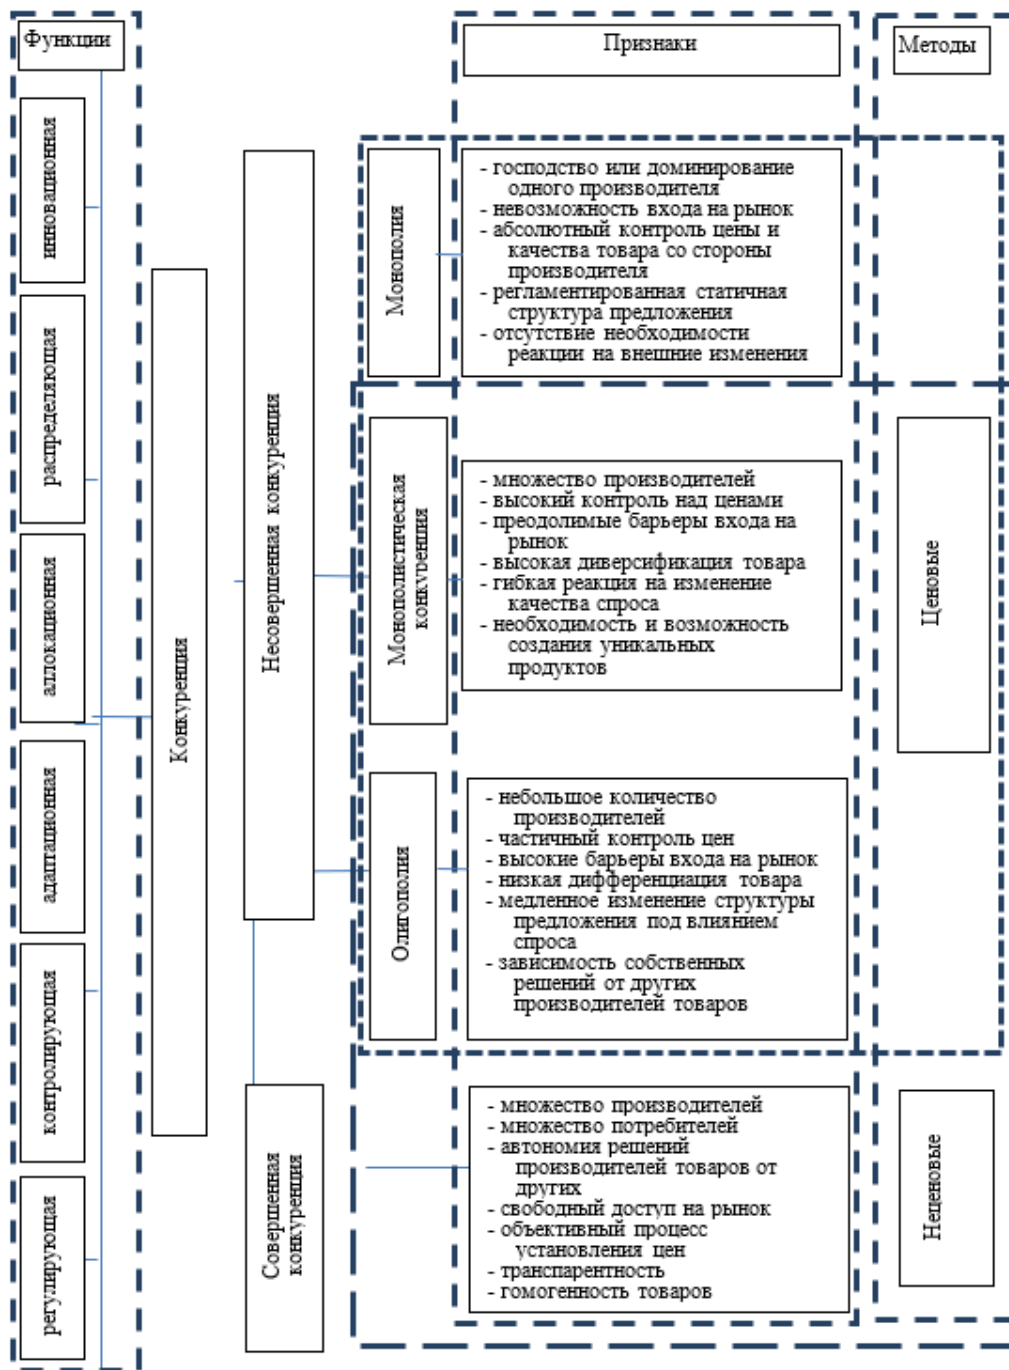 Функции
инновационная
распределяющая
аллокационная
адаптационная
контролирующая
регулирующая
Конкуренция
Несовершенная конкуренция
Совершенная
конкуренция
Признаки
Монополия
- господство или доминирование
одного производителя
- невозможность входа на рынок
- абсолютный контроль цены и
качества товара со стороны
производителя
- регламентированная статичная
структура предложения
- отсутствие необходимости
реакции на внешние изменения
Монополистическая
конкуренция
- множество производителей
- высокий контроль над ценами
- преодолимые барьеры входа на
рынок
- высокая диверсификация товара
- гибкая реакция на изменение
качества спроса
- необходимость и возможность
создания уникальных
продуктов
Олигополия
- небольшое количество
производителей
- частичный контроль цен
- высокие барьеры входа на рынок
- низкая дифференциация товара
- медленное изменение структуры
предложения под влиянием
спроса
- зависимость собственных
решений от других
производителей товаров
- множество производителей
- множество потребителей
- автономия решений
производителей товаров от
других
- свободный доступ на рынок
- объективный процесс
установления цен
- транспарентность
- гомогенность товаров
Методы
Ценовые
Неценовые